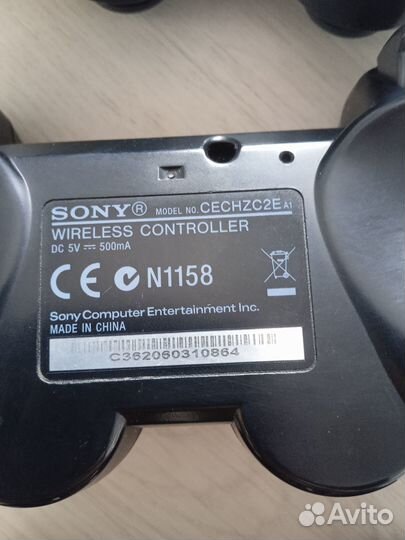 SONY® MODEL NO. CECHZC2E A1
WIRELESS CONTROLLER
DC 5V ⎓ 500mA
CE N1158
Sony Computer Entertainment Inc.
MADE IN CHINA
C362060310864
Avito